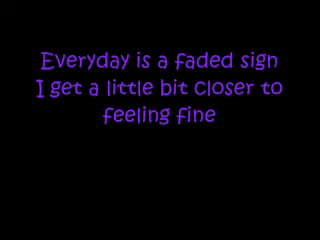 Everyday is a faded sign
I get a little bit closer to
feeling fine